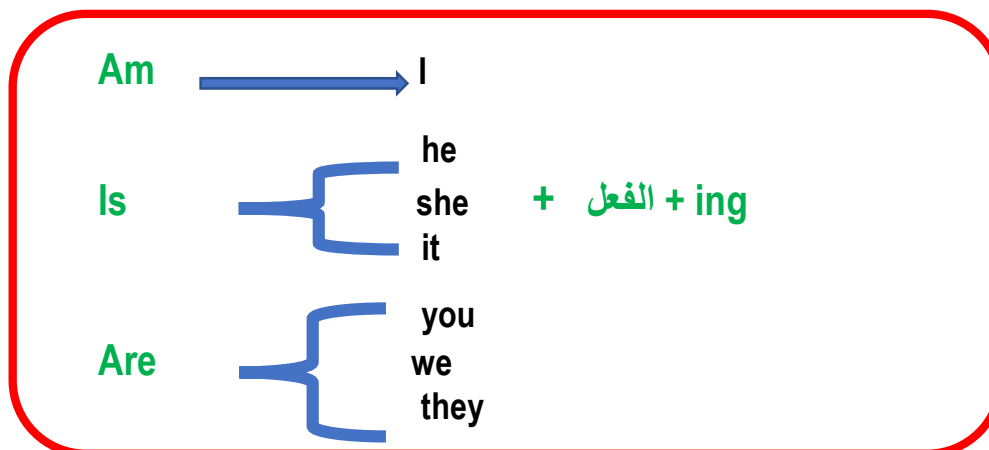 Am I
he
Is she + الفعل + ing
it
you
Are we
they